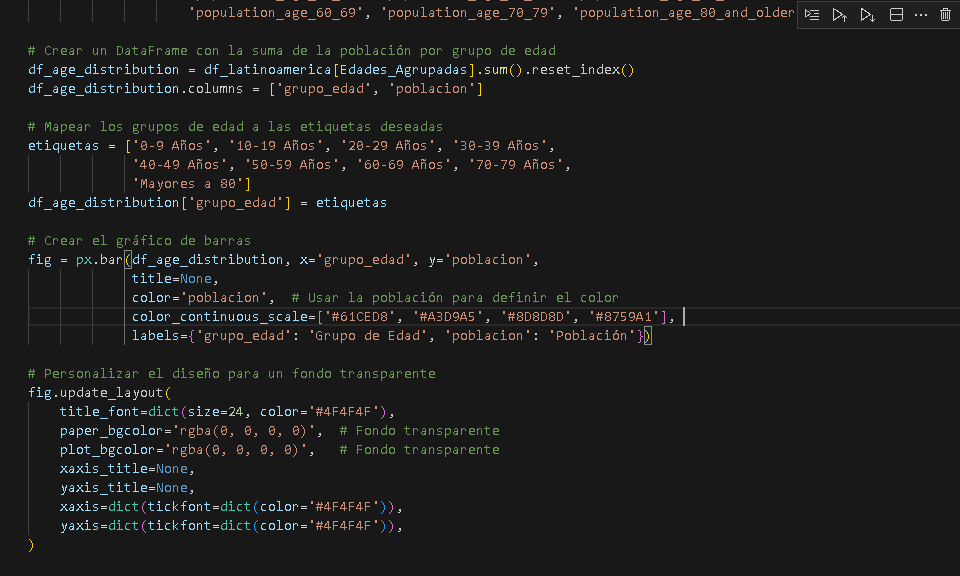 'population_age_60_69', 'population_age_70_79', 'population_age_80_and_older
# Crear un DataFrame con la suma de la población por grupo de edad
df_age_distribution = df_latinoamerica[Edades_Agrupadas].sum().reset_index()
df_age_distribution.columns = ['grupo_edad', 'poblacion']
# Mapear los grupos de edad a las etiquetas deseadas
etiquetas = ['0-9 Años', '10-19 Años', '20-29 Años', '30-39 Años',
'40-49 Años', '50-59 Años', '60-69 Años', '70-79 Años',
'Mayores a 80']
df_age_distribution['grupo_edad'] = etiquetas
# Crear el gráfico de barras
fig = px.bar(df_age_distribution, x='grupo_edad', y='poblacion',
title=None,
color='poblacion',  # Usar la población para definir el color
color_continuous_scale=['#61CED8', '#A3D9A5', '#8D8D8D', '#8759A1'],
labels={'grupo_edad': 'Grupo de Edad', 'poblacion': 'Población'})
# Personalizar el diseño para un fondo transparente
fig.update_layout(
title_font=dict(size=24, color='#4F4F4F'),
paper_bgcolor='rgba(0, 0, 0, 0)',  # Fondo transparente
plot_bgcolor='rgba(0, 0, 0, 0)',   # Fondo transparente
xaxis_title=None,
yaxis_title=None,
xaxis=dict(tickfont=dict(color='#4F4F4F')),
yaxis=dict(tickfont=dict(color='#4F4F4F')),
)